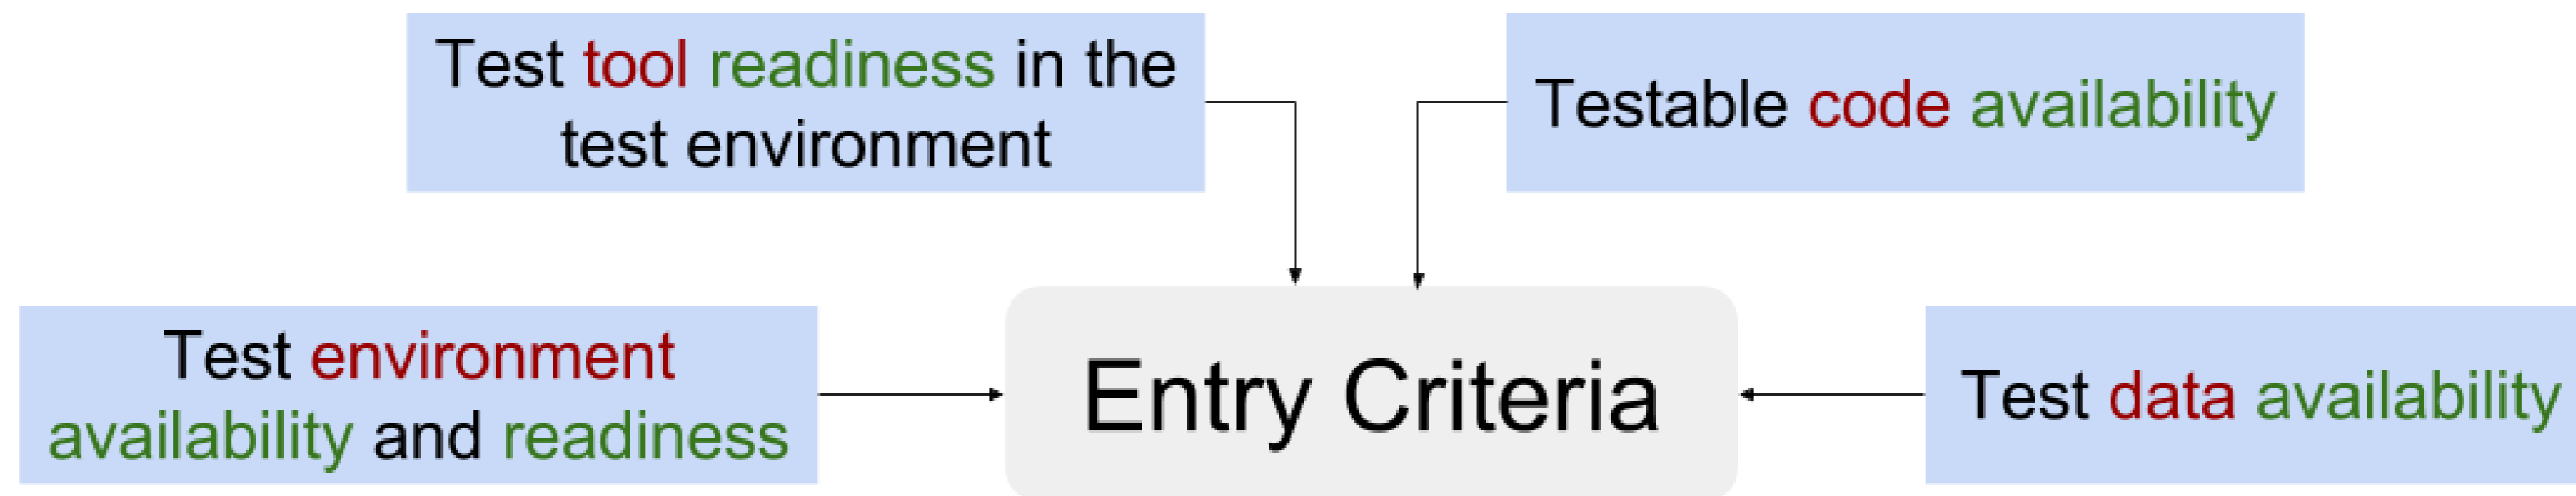 Test tool readiness in the
test environment
Testable code availability
Test environment
availability and readiness
Entry Criteria
Test data availability